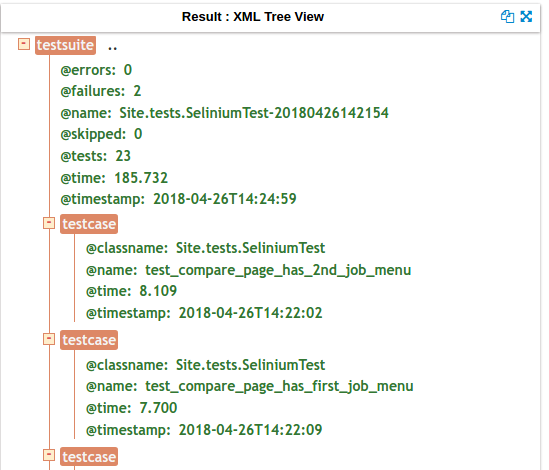 Result : XML Tree View
testsuite ..
@errors: 0
@failures: 2
@name: Site.tests.SeliniumTest-20180426142154
@skipped: 0
@tests: 23
@time: 185.732
@timestamp: 2018-04-26T14:24:59
testcase
@classname: Site.tests.SeliniumTest
@name: test_compare_page_has_2nd_job_menu
@time: 8.109
@timestamp: 2018-04-26T14:22:02
testcase
@classname: Site.tests.SeliniumTest
@name: test_compare_page_has_first_job_menu
@time: 7.700
@timestamp: 2018-04-26T14:22:09
testcase